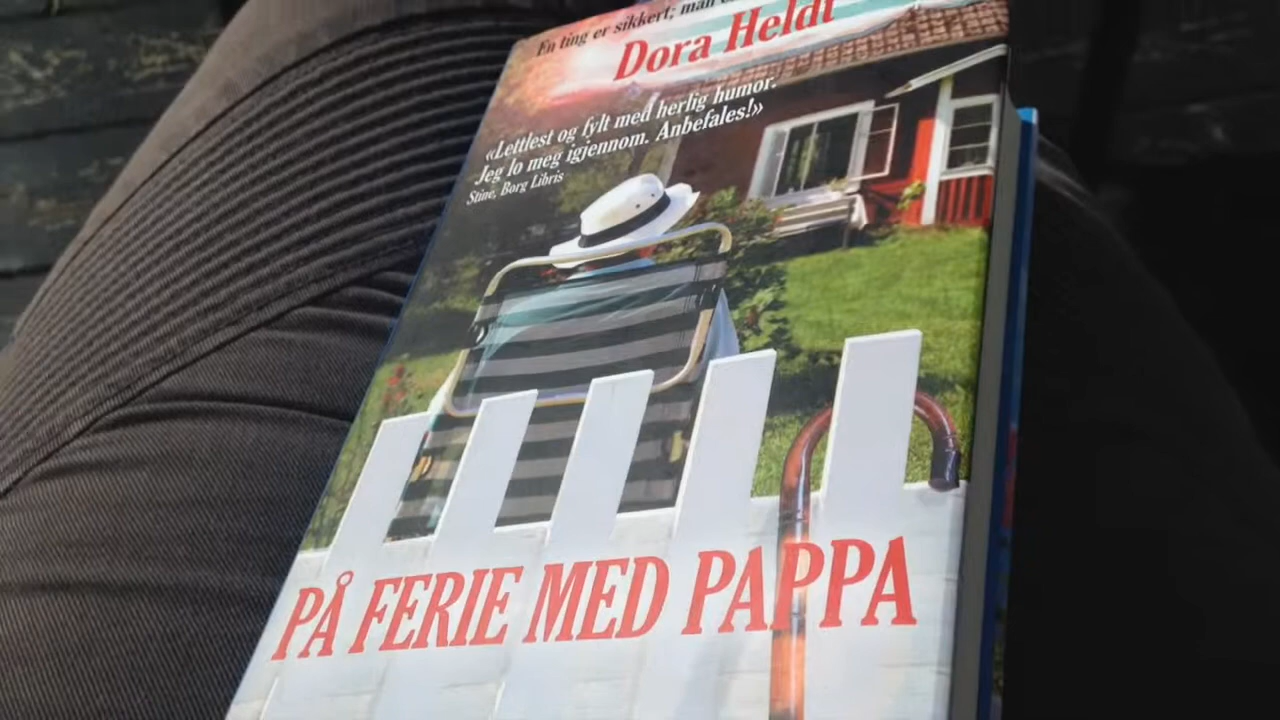 En ting er sikkert; man
Dora Heldt
«Lettlest og fylt med herlig humor.
Jeg lo meg igjennom. Anbefales!»
Stine, Borg Libris
PÅ FERIE MED PAPPA